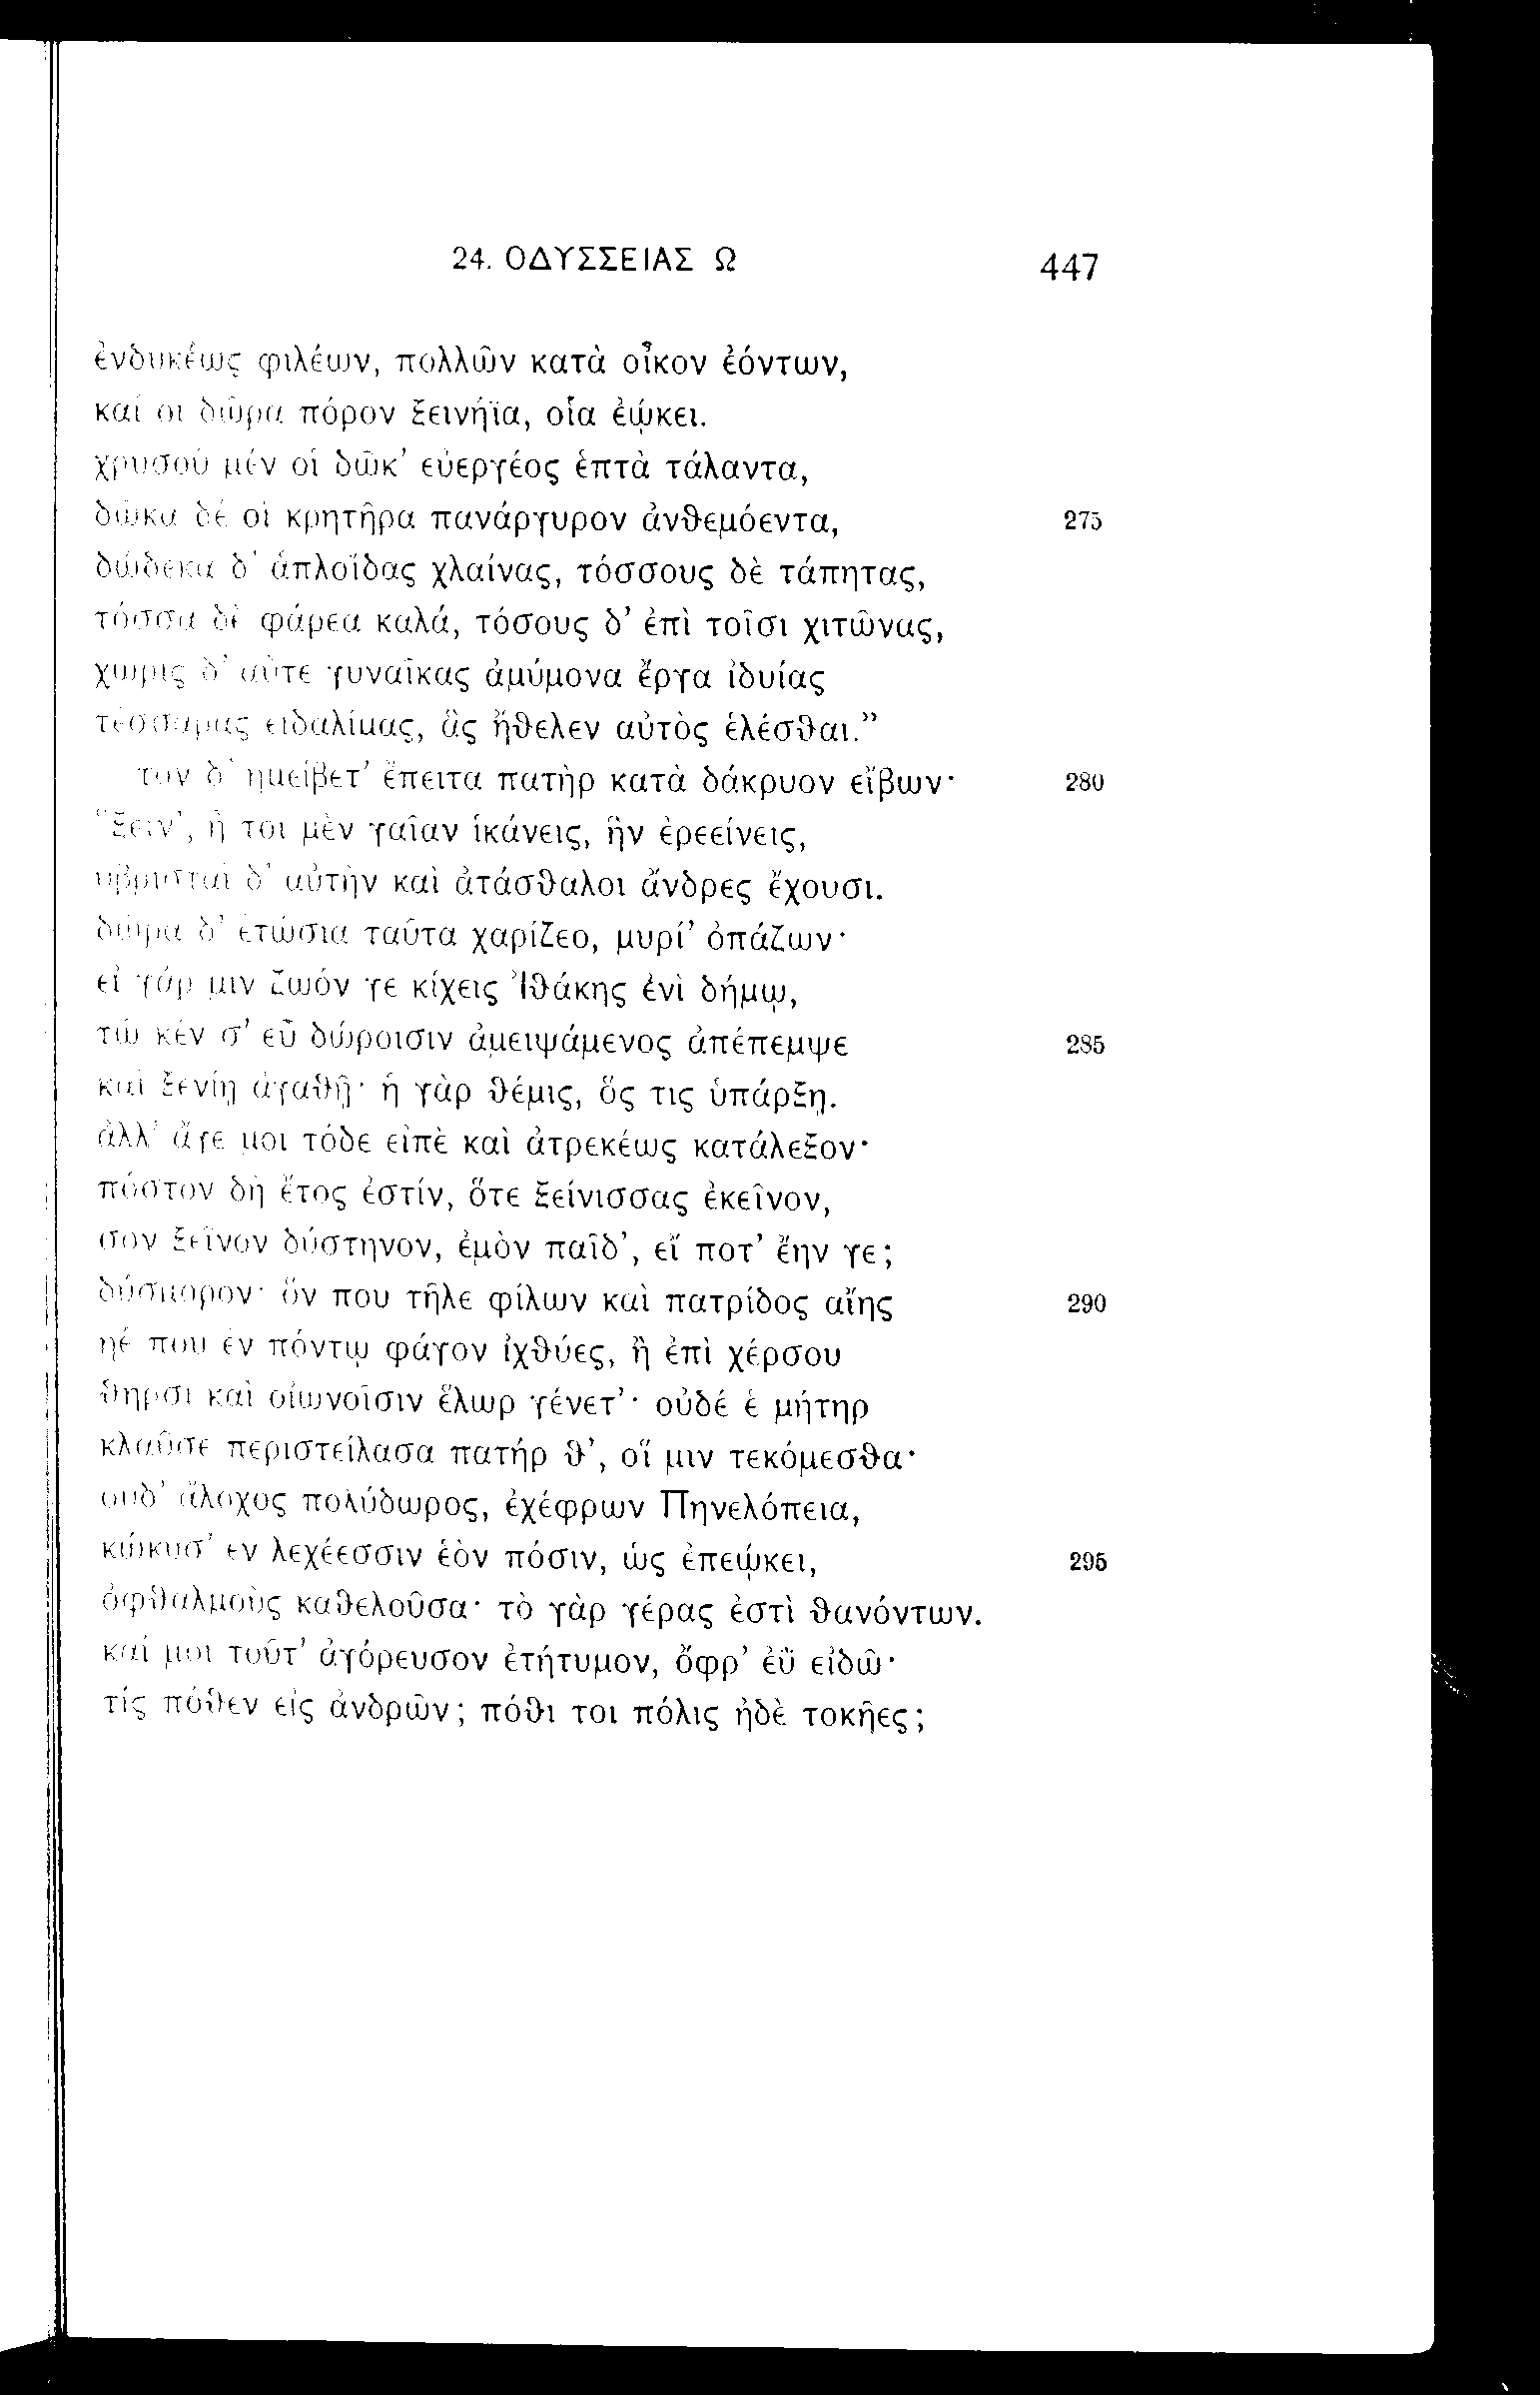 24. ΟΔΥΣΣΕΙΑΣ Ω 447
ἐνδυκέως φιλέων, πολλῶν κατὰ οἶκον ἐόντων,
καί οἱ δῶρα πόρον ξεινήϊα, οἷα ἐῴκει.
χρυσοῦ μέν οἱ δῶκ’ εὐεργέος ἑπτὰ τάλαντα,
δῶκα δέ οἱ κρητῆρα πανάργυρον ἀνθεμόεντα, 275
δώδεκα δ’ ἁπλοΐδας χλαίνας, τόσσους δὲ τάπητας,
τόσσα δὲ φάρεα καλά, τόσους δ’ ἐπὶ τοῖσι χιτῶνας,
χωρὶς δ’ αὖτε γυναῖκας ἀμύμονα ἔργα ἰδυίας
τέσσαρας εἰδαλίμας, ἃς ἤθελεν αὐτὸς ἑλέσθαι.”
τὸν δ’ ἠμείβετ’ ἔπειτα πατὴρ κατὰ δάκρυον εἴβων· 280
“ξεῖν’, ἦ τοι μὲν γαῖαν ἱκάνεις, ἣν ἐρεείνεις,
ὑβρισταὶ δ’ αὐτὴν καὶ ἀτάσθαλοι ἄνδρες ἔχουσι.
δῶρα δ’ ἐτώσια ταῦτα χαρίζεο, μυρί’ ὀπάζων·
εἰ γάρ μιν ζωόν γε κίχεις Ἰθάκης ἐνὶ δήμῳ,
τῶ κέν σ’ εὖ δώροισιν ἀμειψάμενος ἀπέπεμψε 285
καὶ ξενίῃ ἀγαθῇ· ἡ γὰρ θέμις, ὅς τις ὑπάρξῃ.
ἀλλ’ ἄγε μοι τόδε εἰπὲ καὶ ἀτρεκέως κατάλεξον·
πόστον δὴ ἔτος ἐστίν, ὅτε ξείνισσας ἐκεῖνον,
σὸν ξεῖνον δύστηνον, ἐμὸν παῖδ’, εἴ ποτ’ ἔην γε;
δύσμορον· ὅν που τῆλε φίλων καὶ πατρίδος αἴης 290
ἠέ που ἐν πόντῳ φάγον ἰχθύες, ἢ ἐπὶ χέρσου
θηρσὶ καὶ οἰωνοῖσιν ἕλωρ γένετ’· οὐδέ ἑ μήτηρ
κλαῦσε περιστείλασα πατήρ θ’, οἵ μιν τεκόμεσθα·
οὐδ’ ἄλοχος πολύδωρος, ἐχέφρων Πηνελόπεια,
κώκυσ’ ἐν λεχέεσσιν ἑὸν πόσιν, ὡς ἐπεῴκει, 295
ὀφθαλμοὺς καθελοῦσα· τὸ γὰρ γέρας ἐστὶ θανόντων.
καί μοι τοῦτ’ ἀγόρευσον ἐτήτυμον, ὄφρ’ ἐῢ εἰδῶ·
τίς πόθεν εἰς ἀνδρῶν; πόθι τοι πόλις ἠδὲ τοκῆες;